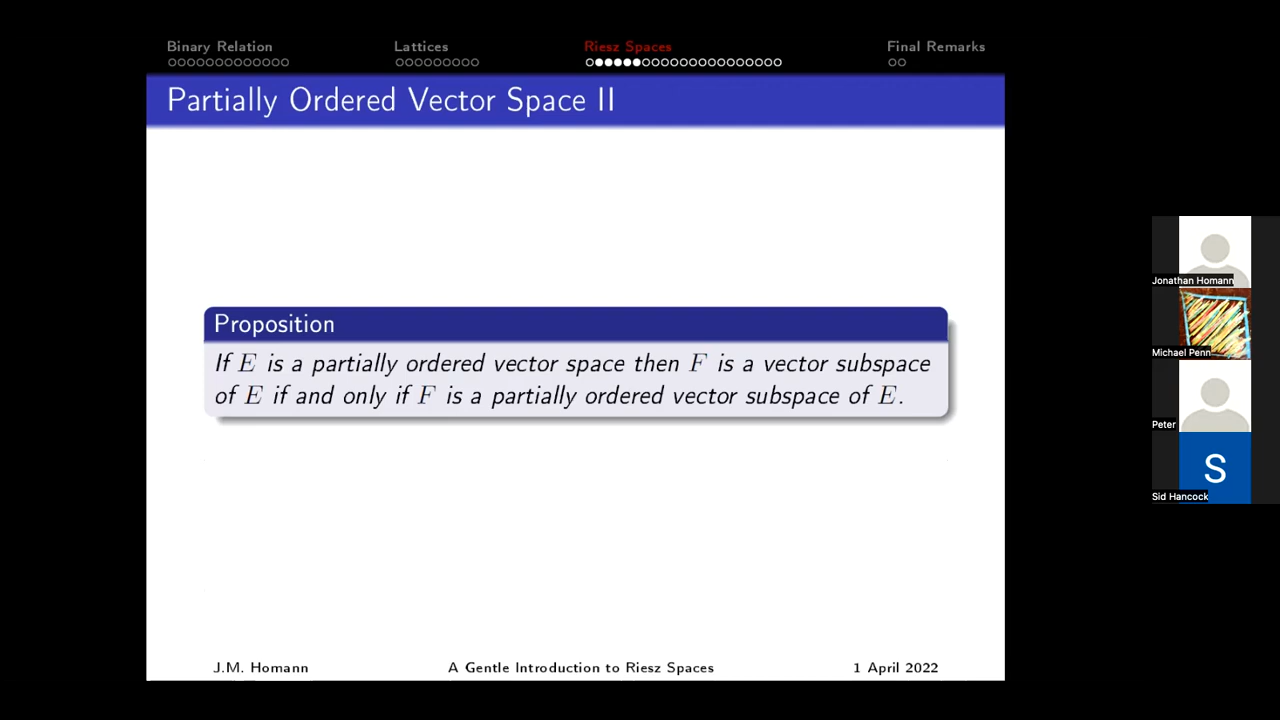 Binary Relation Lattices Riesz Spaces Final Remarks
Partially Ordered Vector Space II
Proposition
If E is a partially ordered vector space then F is a vector subspace
of E if and only if F is a partially ordered vector subspace of E.
J.M. Homann A Gentle Introduction to Riesz Spaces 1 April 2022
Jonathan Homann
Michael Penn
Peter
S
Sid Hancock